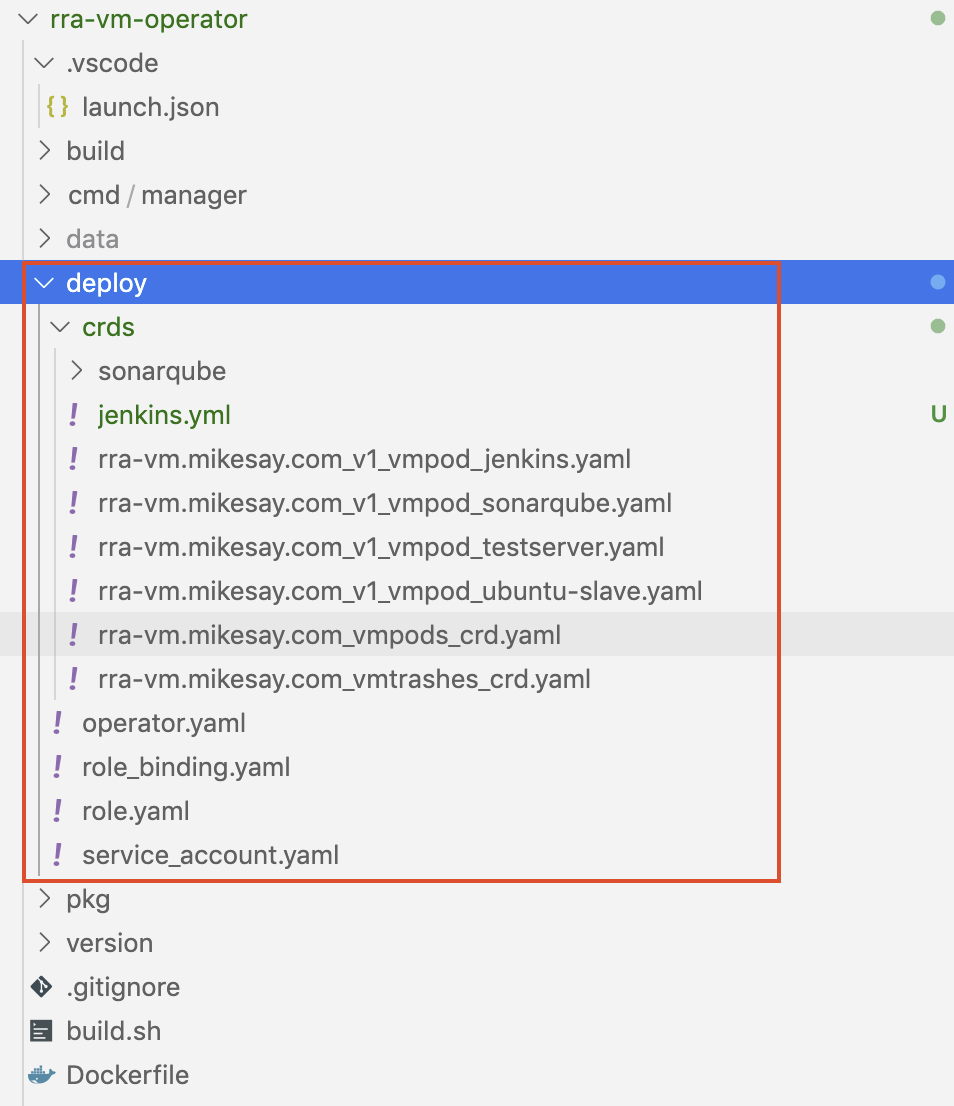 rra-vm-operator
.vscode
{} launch.json
build
cmd / manager
data
deploy
crds
sonarqube
! jenkins.yml U
! rra-vm.mikesay.com_v1_vmpod_jenkins.yaml
! rra-vm.mikesay.com_v1_vmpod_sonarqube.yaml
! rra-vm.mikesay.com_v1_vmpod_testserver.yaml
! rra-vm.mikesay.com_v1_vmpod_ubuntu-slave.yaml
! rra-vm.mikesay.com_vmpods_crd.yaml
! rra-vm.mikesay.com_vmtrashes_crd.yaml
! operator.yaml
! role_binding.yaml
! role.yaml
! service_account.yaml
pkg
version
.gitignore
build.sh
Dockerfile